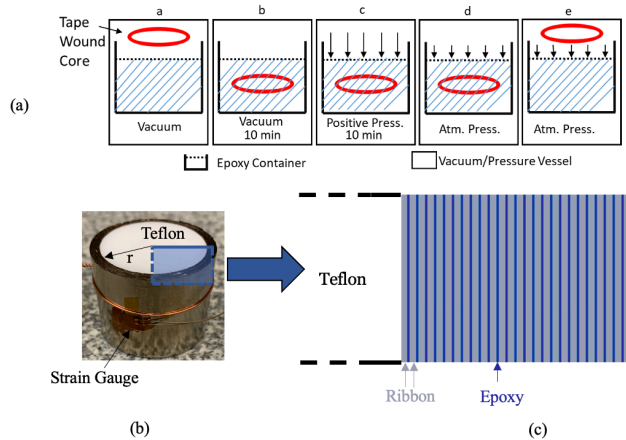 a b c d e
Tape
Wound
Core
(a)
Vacuum
Vacuum
10 min
Positive Press.
10 min
Atm. Press.
Atm. Press.
Epoxy Container
Vacuum/Pressure Vessel
Teflon
r
Strain Gauge
(b)
Teflon
Ribbon
Epoxy
(c)